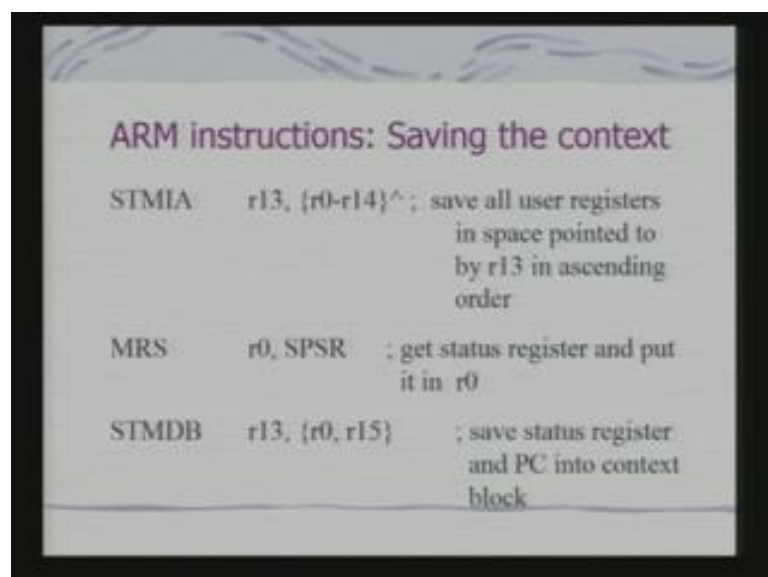 ARM instructions: Saving the context
STMIA r13, {r0-r14}^ ; save all user registers
in space pointed to
by r13 in ascending
order
MRS r0, SPSR ; get status register and put
it in r0
STMDB r13, {r0, r15} ; save status register
and PC into context
block